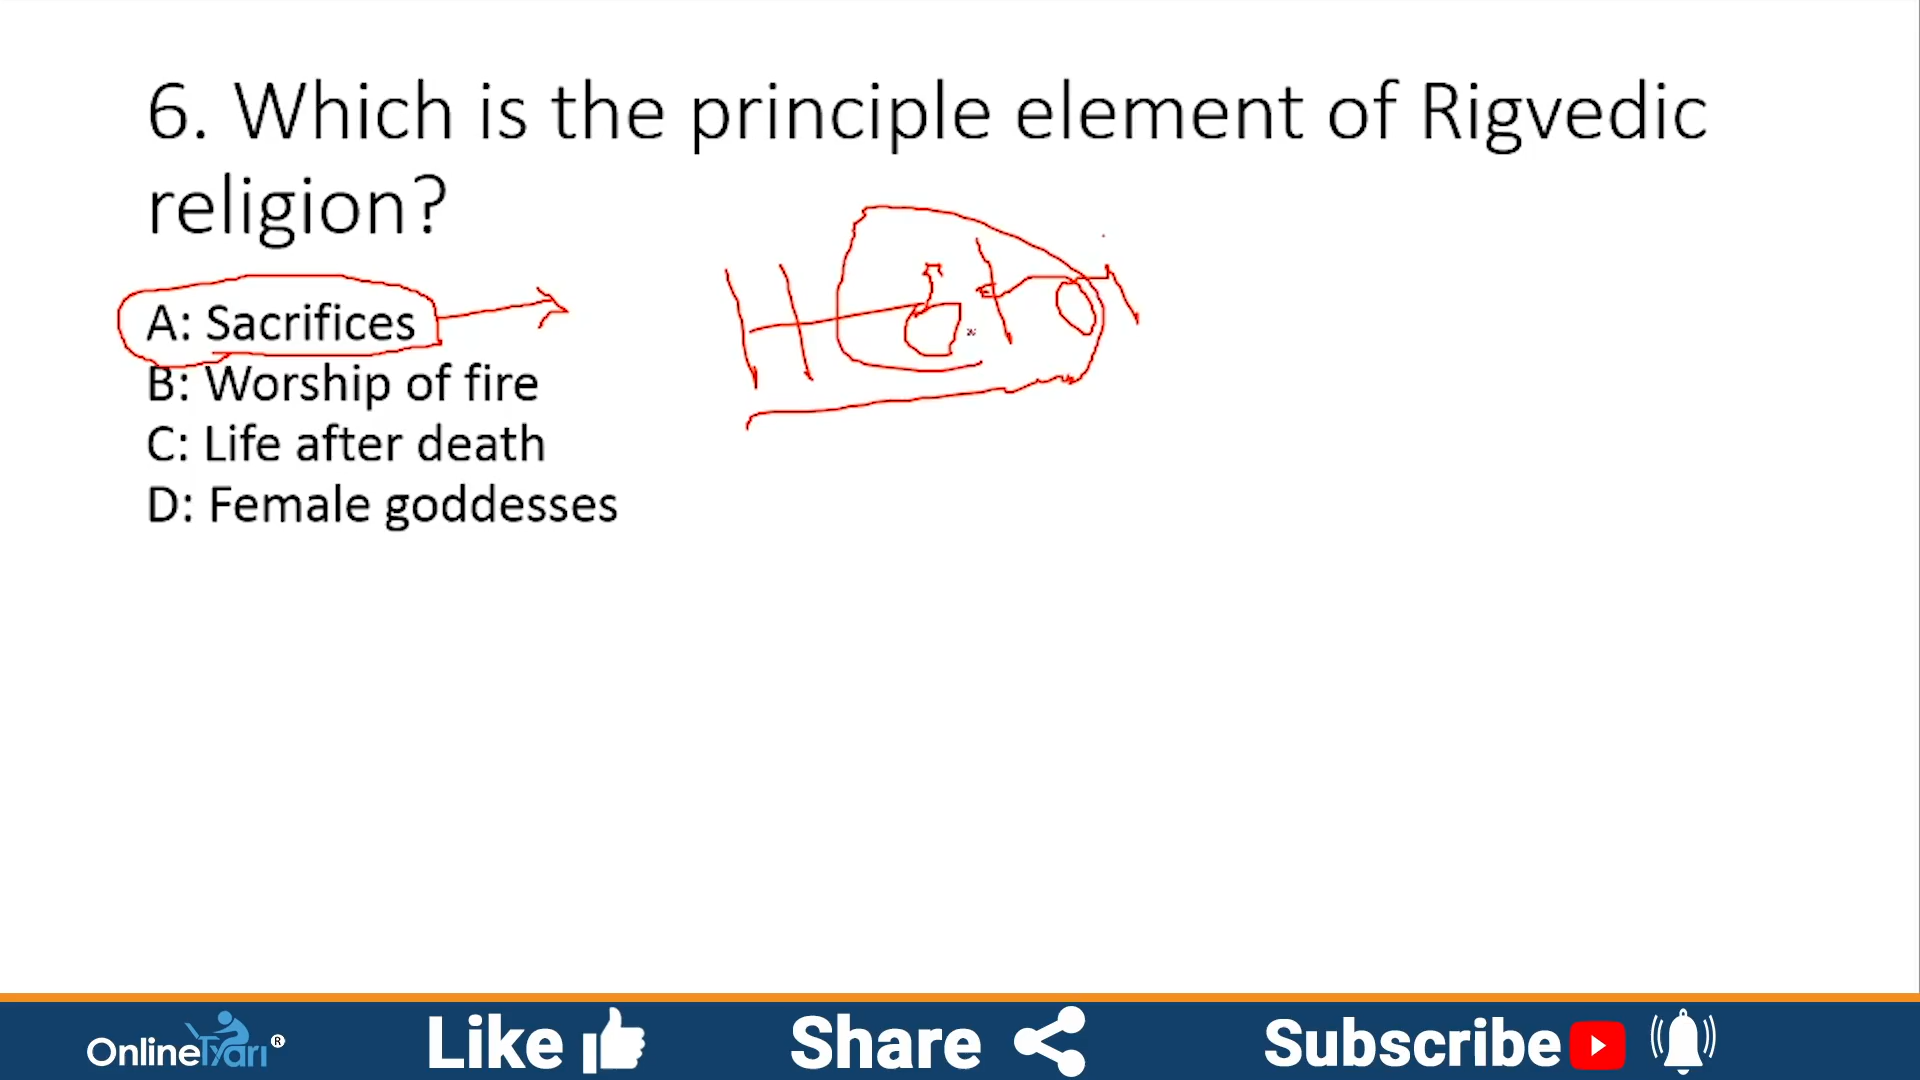 6. Which is the principle element of Rigvedic
religion?
A: Sacrifices
B: Worship of fire
C: Life after death
D: Female goddesses
OnlineTyari ® Like Share Subscribe